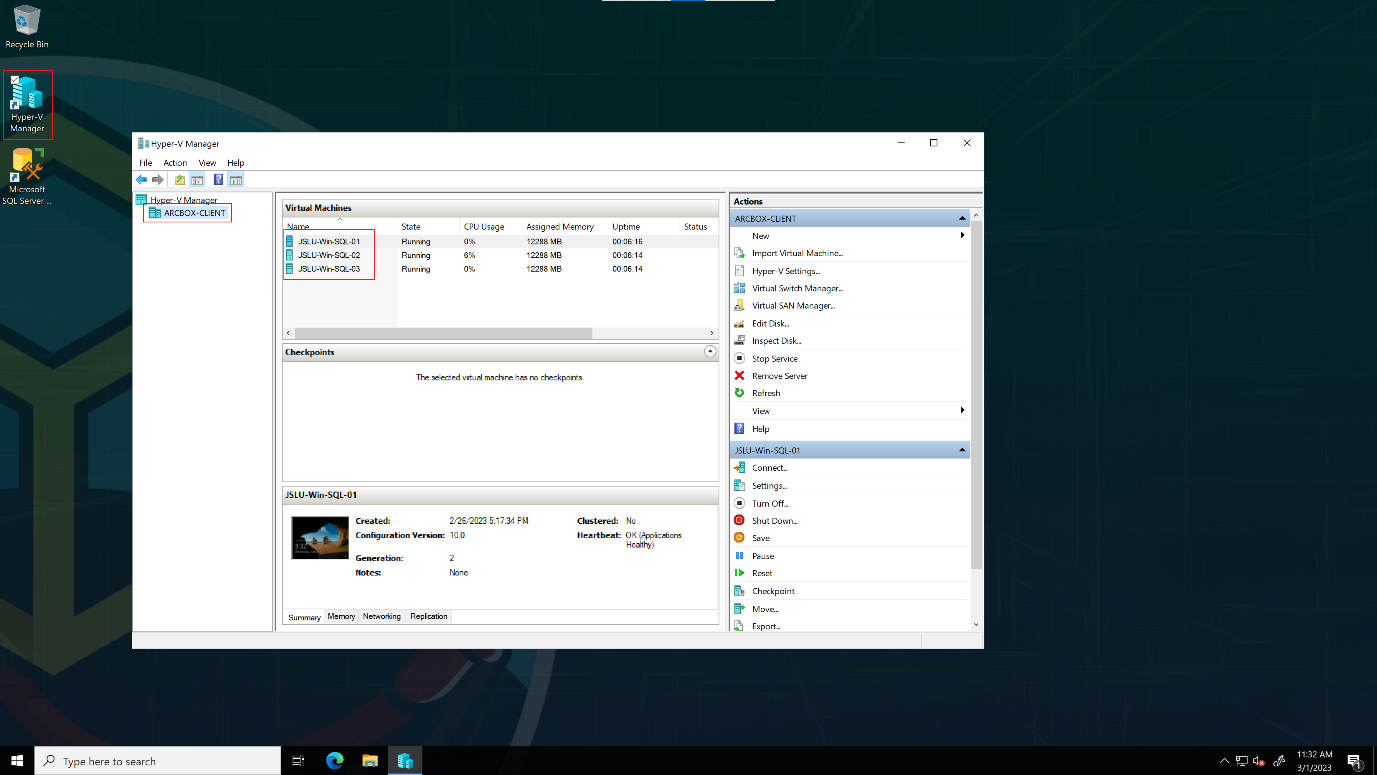 Recycle Bin
Hyper-V
Manager
Microsoft
SQL Server ...
Hyper-V Manager
File Action View Help
Hyper-V Manager
ARCBOX-CLIENT
Virtual Machines
Name State CPU Usage Assigned Memory Uptime Status
JSLU-Win-SQL-01 Running 0% 12288 MB 00:06:16
JSLU-Win-SQL-02 Running 6% 12288 MB 00:06:14
JSLU-Win-SQL-03 Running 0% 12288 MB 00:06:14
Checkpoints
The selected virtual machine has no checkpoints.
JSLU-Win-SQL-01
Created: 2/26/2023 5:17:34 PM Clustered: No
Configuration Version: 10.0 Heartbeat: OK (Applications
Healthy)
Generation: 2
Notes: None
Summary Memory Networking Replication
Actions
ARCBOX-CLIENT
New
Import Virtual Machine...
Hyper-V Settings...
Virtual Switch Manager...
Virtual SAN Manager...
Edit Disk...
Inspect Disk...
Stop Service
Remove Server
Refresh
View
Help
JSLU-Win-SQL-01
Connect...
Settings...
Turn Off...
Shut Down...
Save
Pause
Reset
Checkpoint
Move...
Export...
Type here to search
11:32 AM
3/1/2023
1